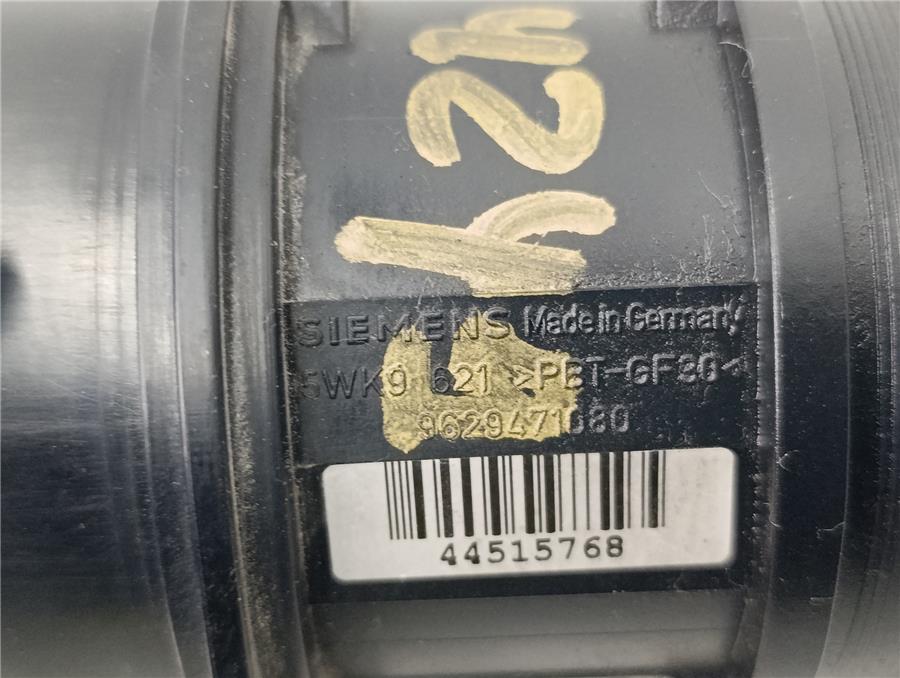 SIEMENS Made in Germany
5WK9 621 >PBT-GF30<
9629471080
44515768